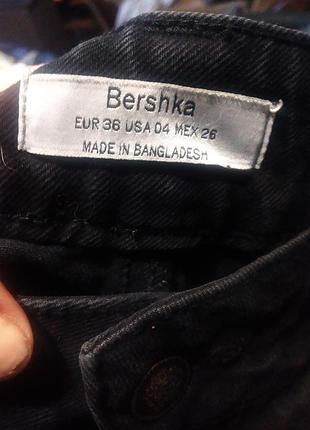 Bershka
EUR 36 USA 04 MEX 26
MADE IN BANGLADESH